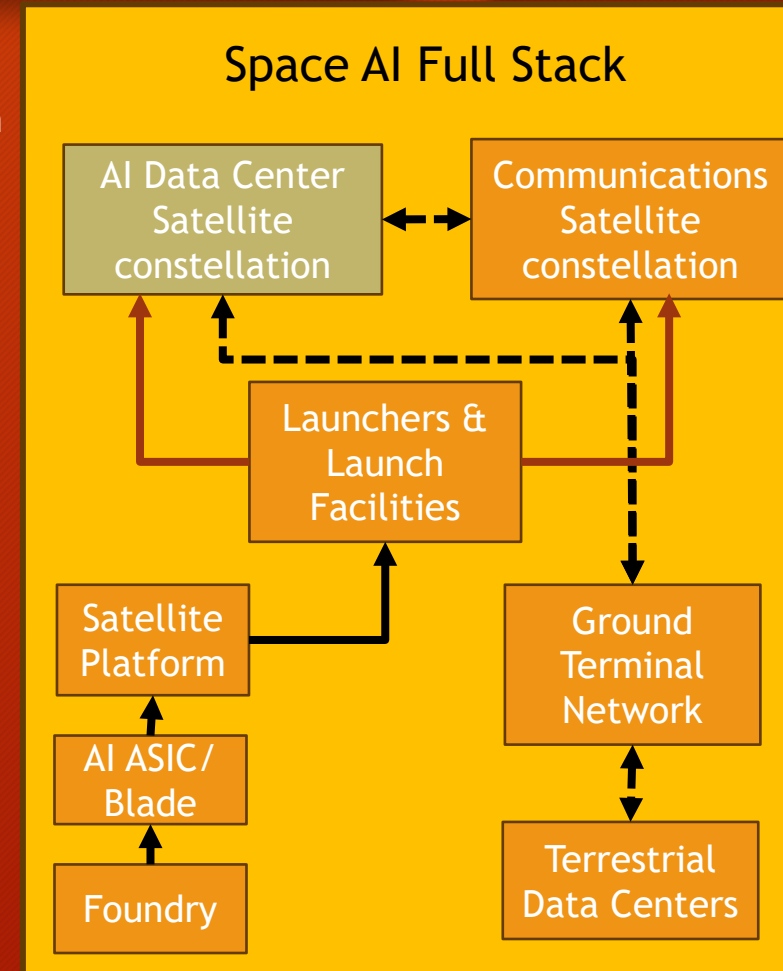 Space AI Full Stack
AI Data Center
Satellite
constellation
Communications
Satellite
constellation
Launchers &
Launch
Facilities
Satellite
Platform
Ground
Terminal
Network
AI ASIC/
Blade
Foundry
Terrestrial
Data Centers